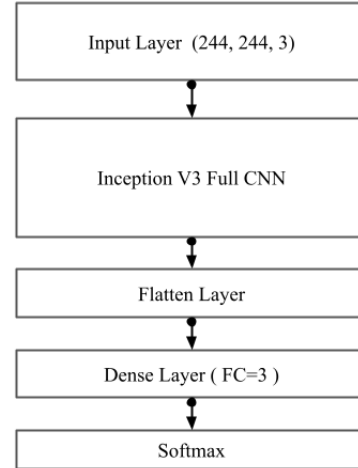 Input Layer (244, 244, 3)
Inception V3 Full CNN
Flatten Layer
Dense Layer ( FC=3 )
Softmax